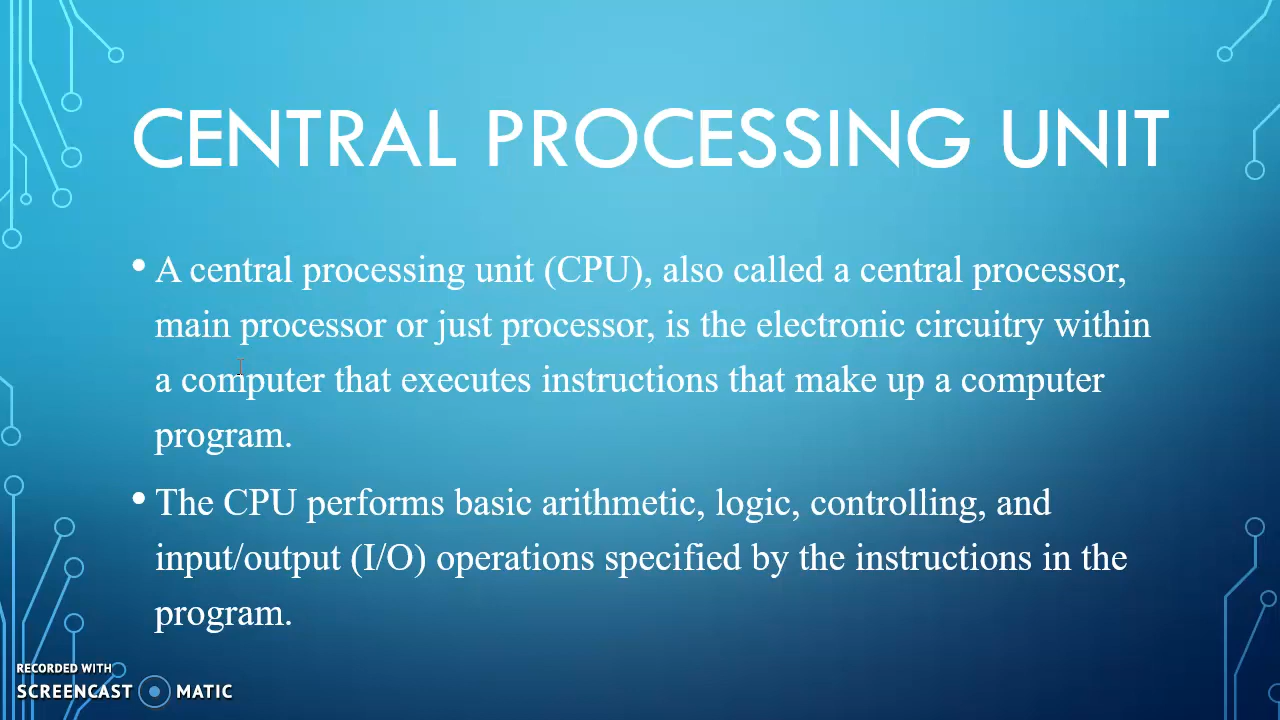 CENTRAL PROCESSING UNIT
• A central processing unit (CPU), also called a central processor,
main processor or just processor, is the electronic circuitry within
a computer that executes instructions that make up a computer
program.
• The CPU performs basic arithmetic, logic, controlling, and
input/output (I/O) operations specified by the instructions in the
program.
RECORDED WITH
SCREENCAST MATIC